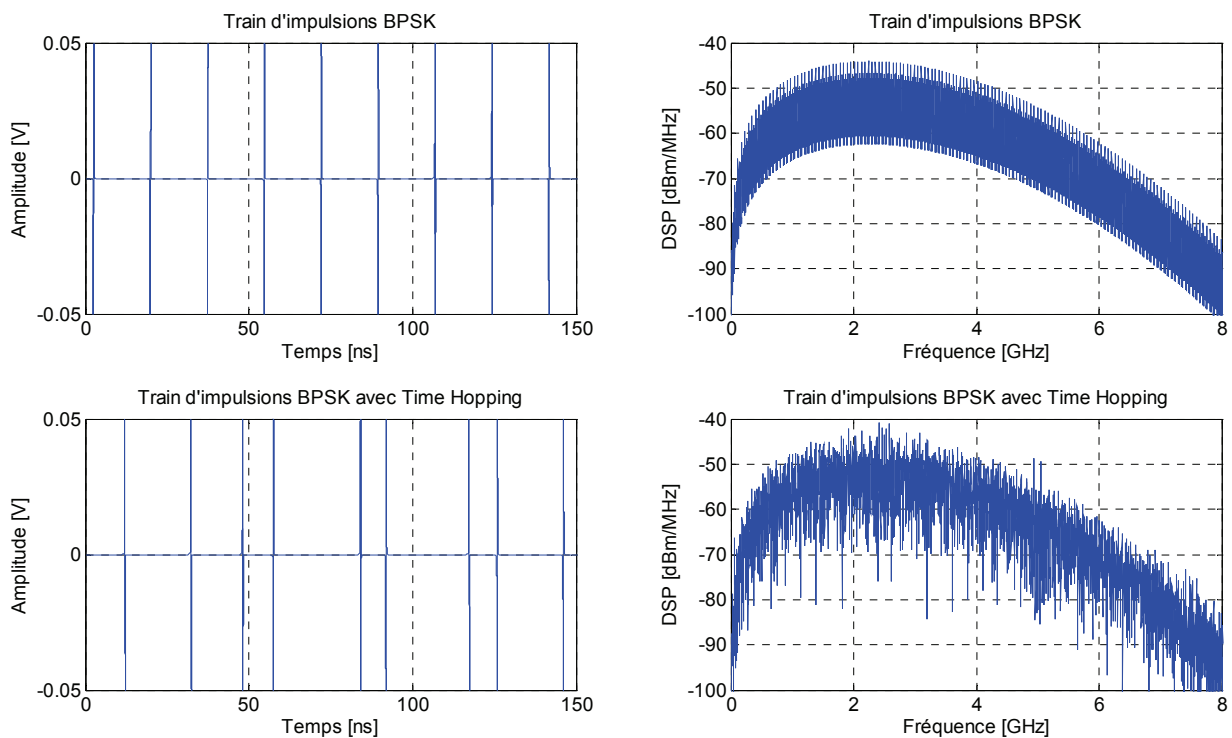 Train d'impulsions BPSK
0.05
0
-0.05
Amplitude [V]
0 50 100 150
Temps [ns]
Train d'impulsions BPSK
-40
-50
-60
-70
-80
-90
-100
DSP [dBm/MHz]
0 2 4 6 8
Fréquence [GHz]
Train d'impulsions BPSK avec Time Hopping
0.05
0
-0.05
Amplitude [V]
0 50 100 150
Temps [ns]
Train d'impulsions BPSK avec Time Hopping
-40
-50
-60
-70
-80
-90
-100
DSP [dBm/MHz]
0 2 4 6 8
Fréquence [GHz]